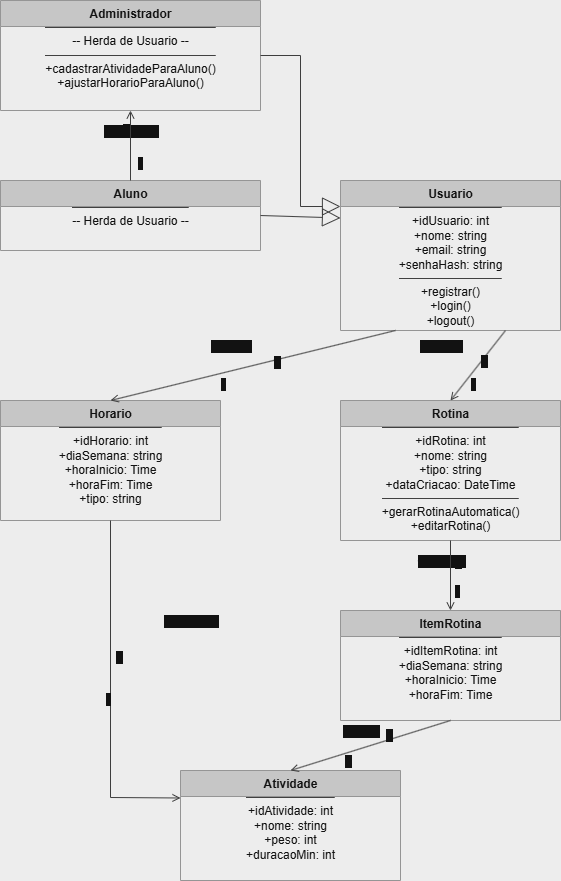 Administrador
-- Herda de Usuario --
+cadastrarAtividadeParaAluno()
+ajustarHorarioParaAluno()
Aluno
-- Herda de Usuario --
Usuario
+idUsuario: int
+nome: string
+email: string
+senhaHash: string
+registrar()
+login()
+logout()
Horario
+idHorario: int
+diaSemana: string
+horaInicio: Time
+horaFim: Time
+tipo: string
Rotina
+idRotina: int
+nome: string
+tipo: string
+dataCriacao: DateTime
+gerarRotinaAutomatica()
+editarRotina()
ItemRotina
+idItemRotina: int
+diaSemana: string
+horaInicio: Time
+horaFim: Time
Atividade
+idAtividade: int
+nome: string
+peso: int
+duracaoMin: int